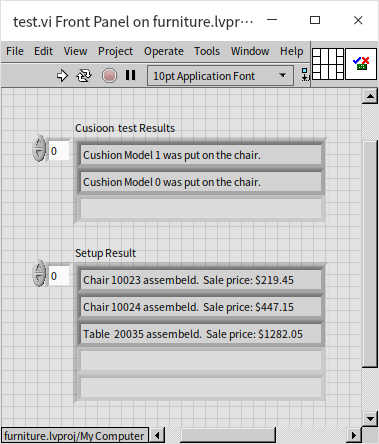 test.vi Front Panel on furniture.lvpr...
File Edit View Project Operate Tools Window Help
10pt Application Font
Cusioon test Results
0
Cushion Model 1 was put on the chair.
Cushion Model 0 was put on the chair.
Setup Result
0
Chair 10023 assembeld. Sale price: $219.45
Chair 10024 assembeld. Sale price: $447.15
Table 20035 assembeld. Sale price: $1282.05
furniture.lvproj/My Computer